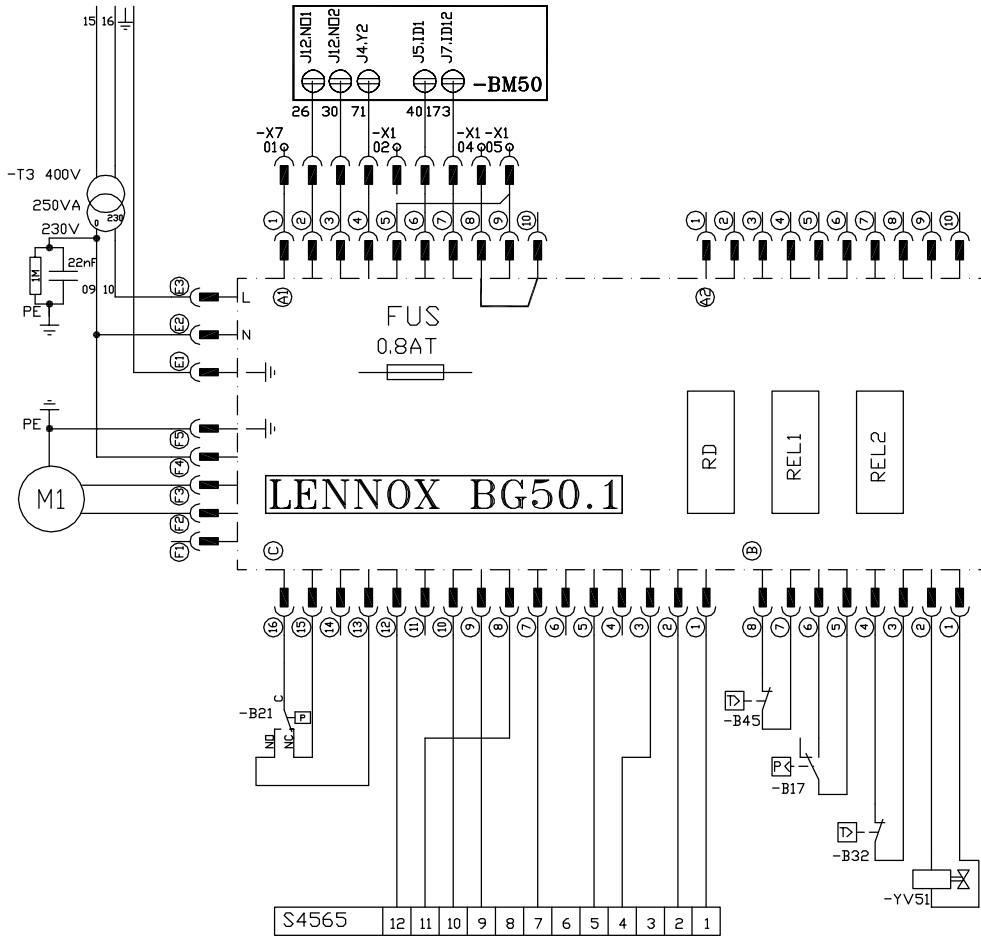 15 16
J12.NO1 J12.NO2 J4.Y2 J5.ID1 J7.ID12
-BM50
26 30 71 40 173
-X7 01 -X1 02 -X1 04 -X1 05
-T3 400V
250VA
230V
0 230
1M 22nF
09 10
PE
1 2 3 4 5 6 7 8 9 10
1 2 3 4 5 6 7 8 9 10
E3 L A1 A2
E2 N
E1
FUS
0.8AT
PE
F5
F4
F3
F2
F1
M1
LENNOX BG50.1
RD REL1 REL2
C B
16 15 14 13 12 11 10 9 8 7 6 5 4 3 2 1
8 7 6 5 4 3 2 1
-B21 C P
NO NC
T> -B45
P< -B17
T> -B32
-YV51
S4565 12 11 10 9 8 7 6 5 4 3 2 1